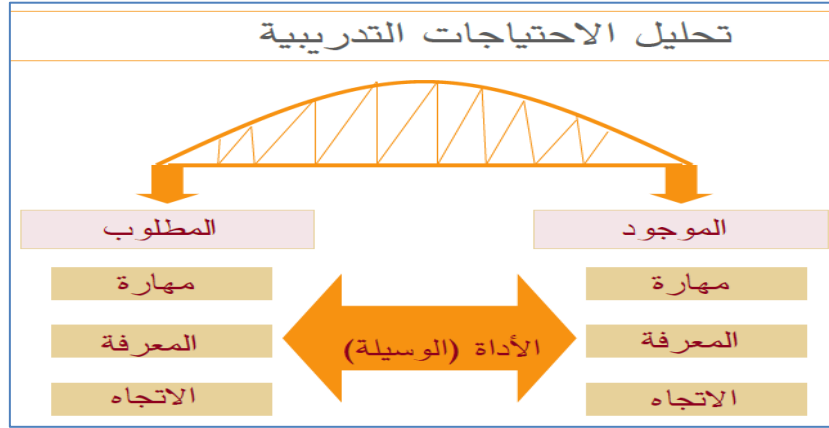 تحليل الاحتياجات التدريبية
الموجود
المطلوب
مهارة
مهارة
الأداة (الوسيلة)
المعرفة
المعرفة
الاتجاه
الاتجاه